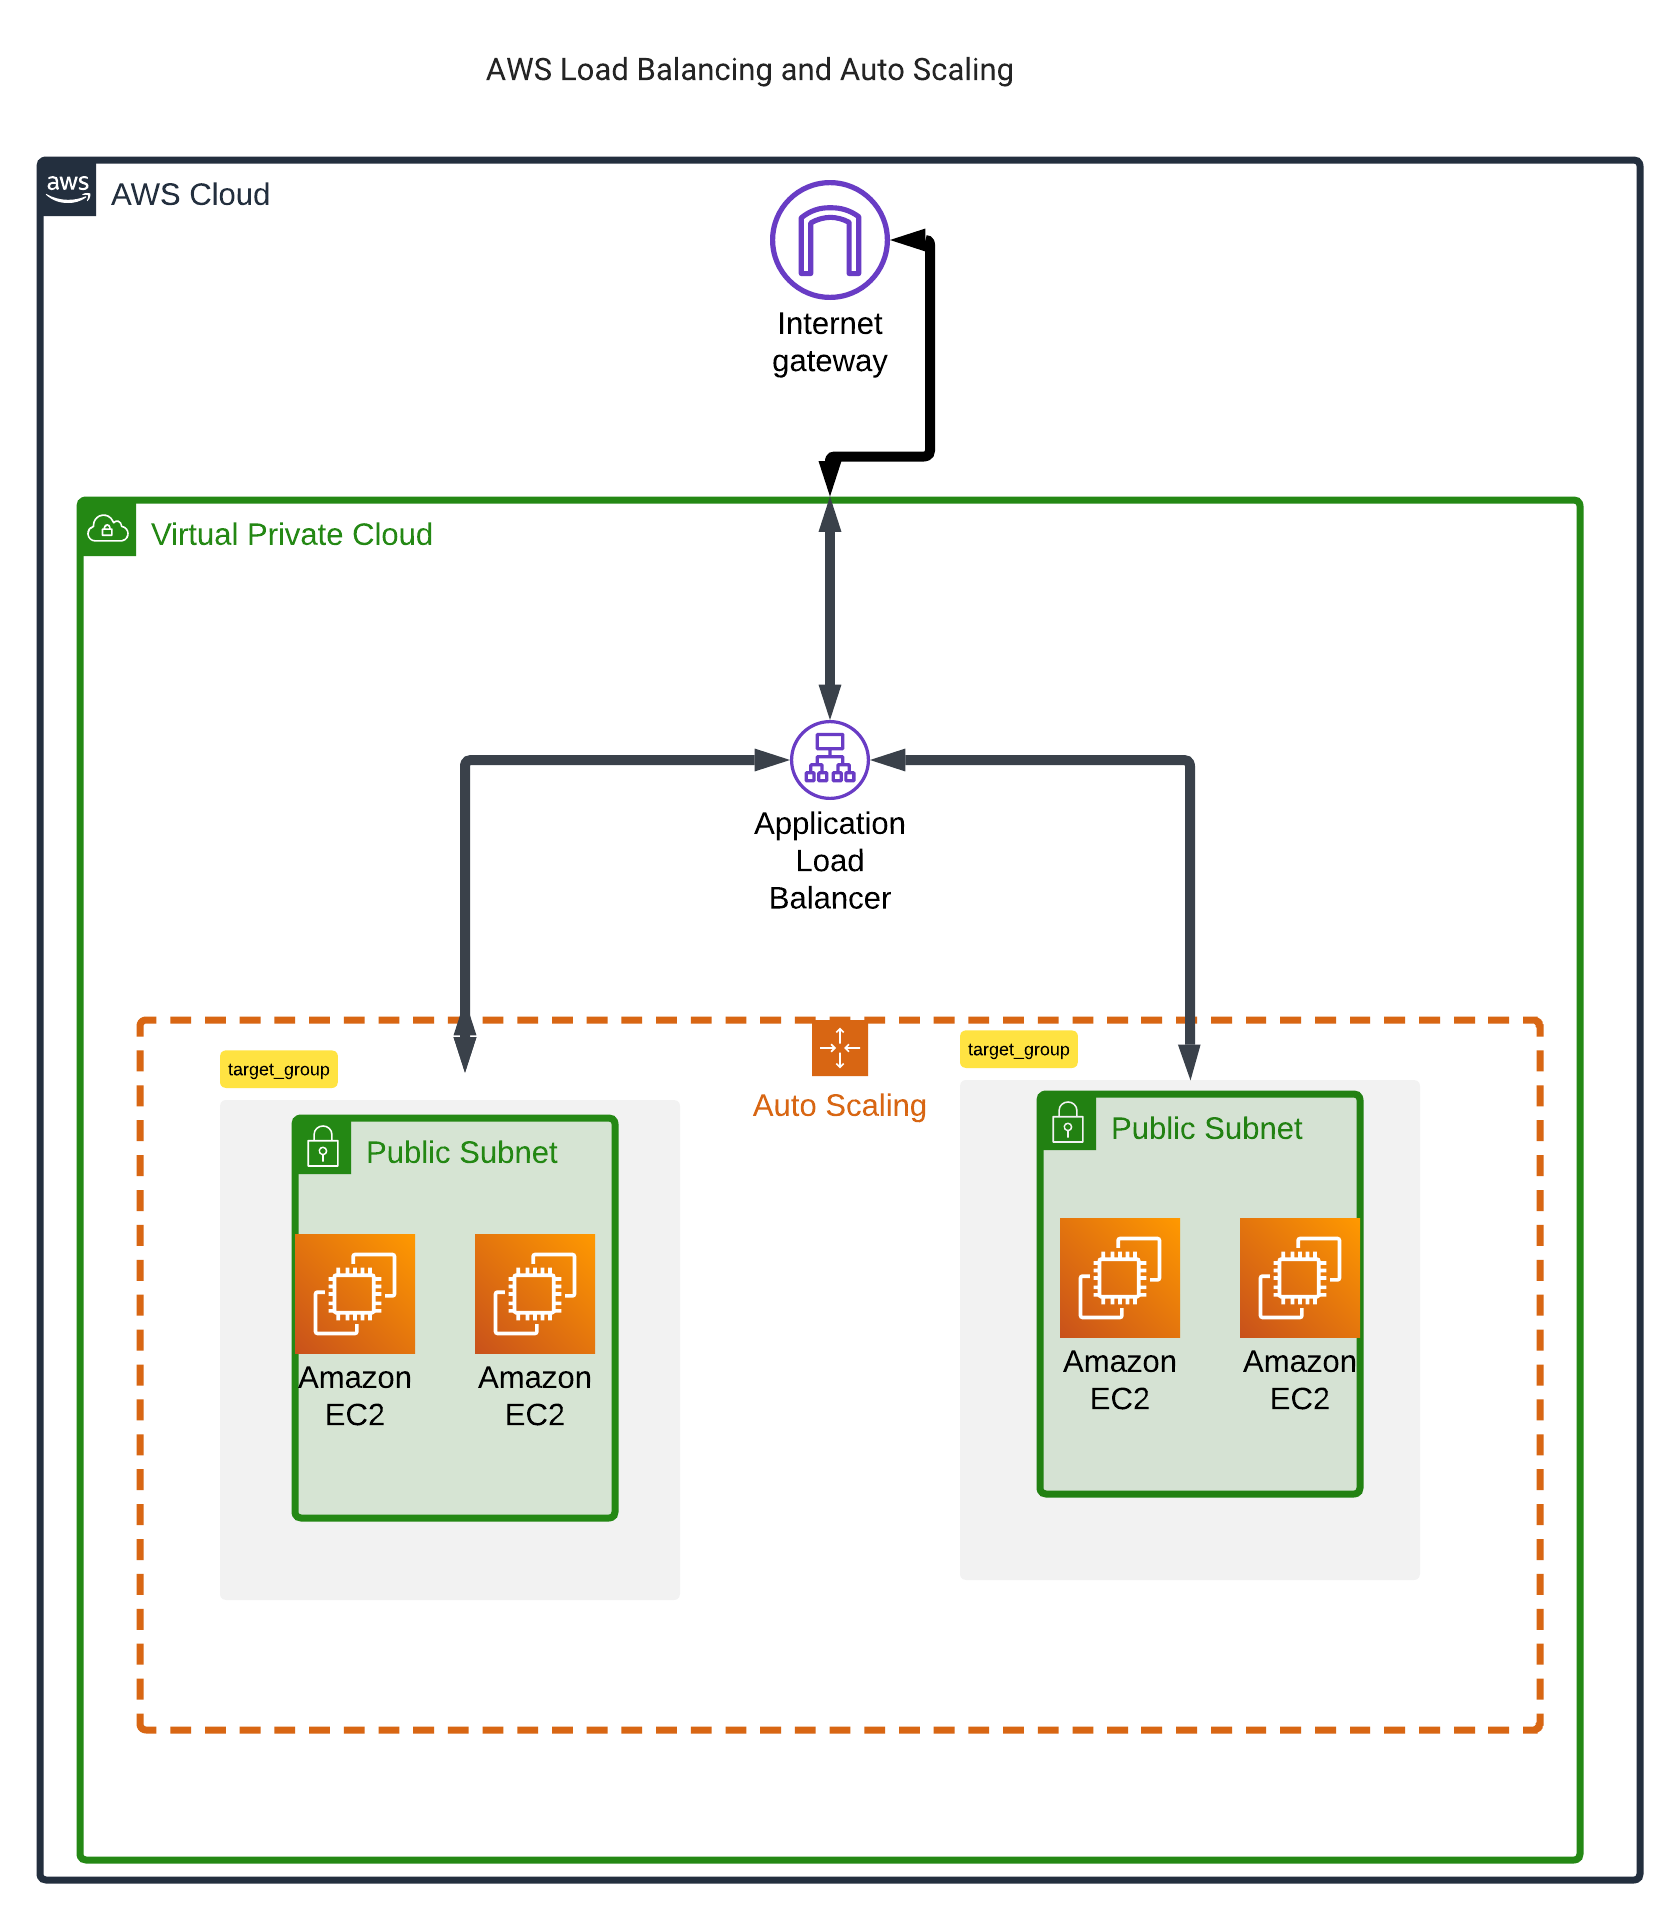 AWS Load Balancing and Auto Scaling
aws
AWS Cloud
Internet
gateway
Virtual Private Cloud
Application
Load
Balancer
target_group
target_group
Auto Scaling
Public Subnet
Public Subnet
Amazon
EC2
Amazon
EC2
Amazon
EC2
Amazon
EC2